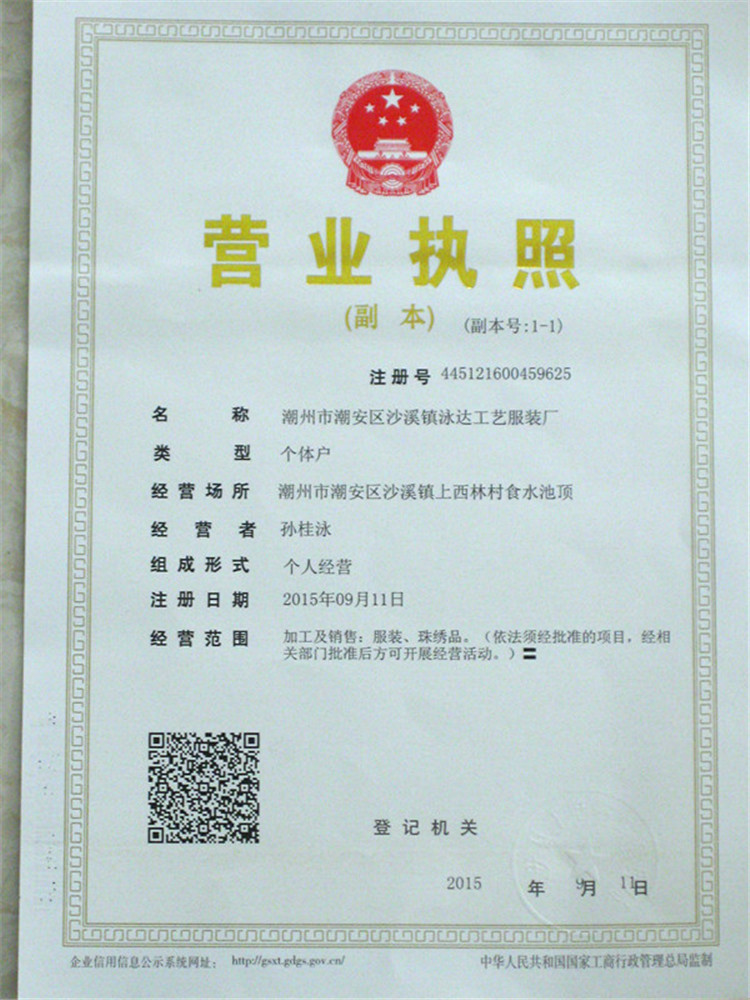 营业执照
(副 本) (副本号:1-1)
注册号 445121600459625
名 称 潮州市潮安区沙溪镇泳达工艺服装厂
类 型 个体户
经营场所 潮州市潮安区沙溪镇上西林村食水池顶
经 营 者 孙桂泳
组成形式 个人经营
注册日期 2015年09月11日
经营范围 加工及销售：服装、珠绣品。（依法须经批准的项目，经相
关部门批准后方可开展经营活动。）〓
登记机关
2015 年 9月 11日
企业信用信息公示系统网址： http://gsxt.gdgs.gov.cn/ 中华人民共和国国家工商行政管理总局监制